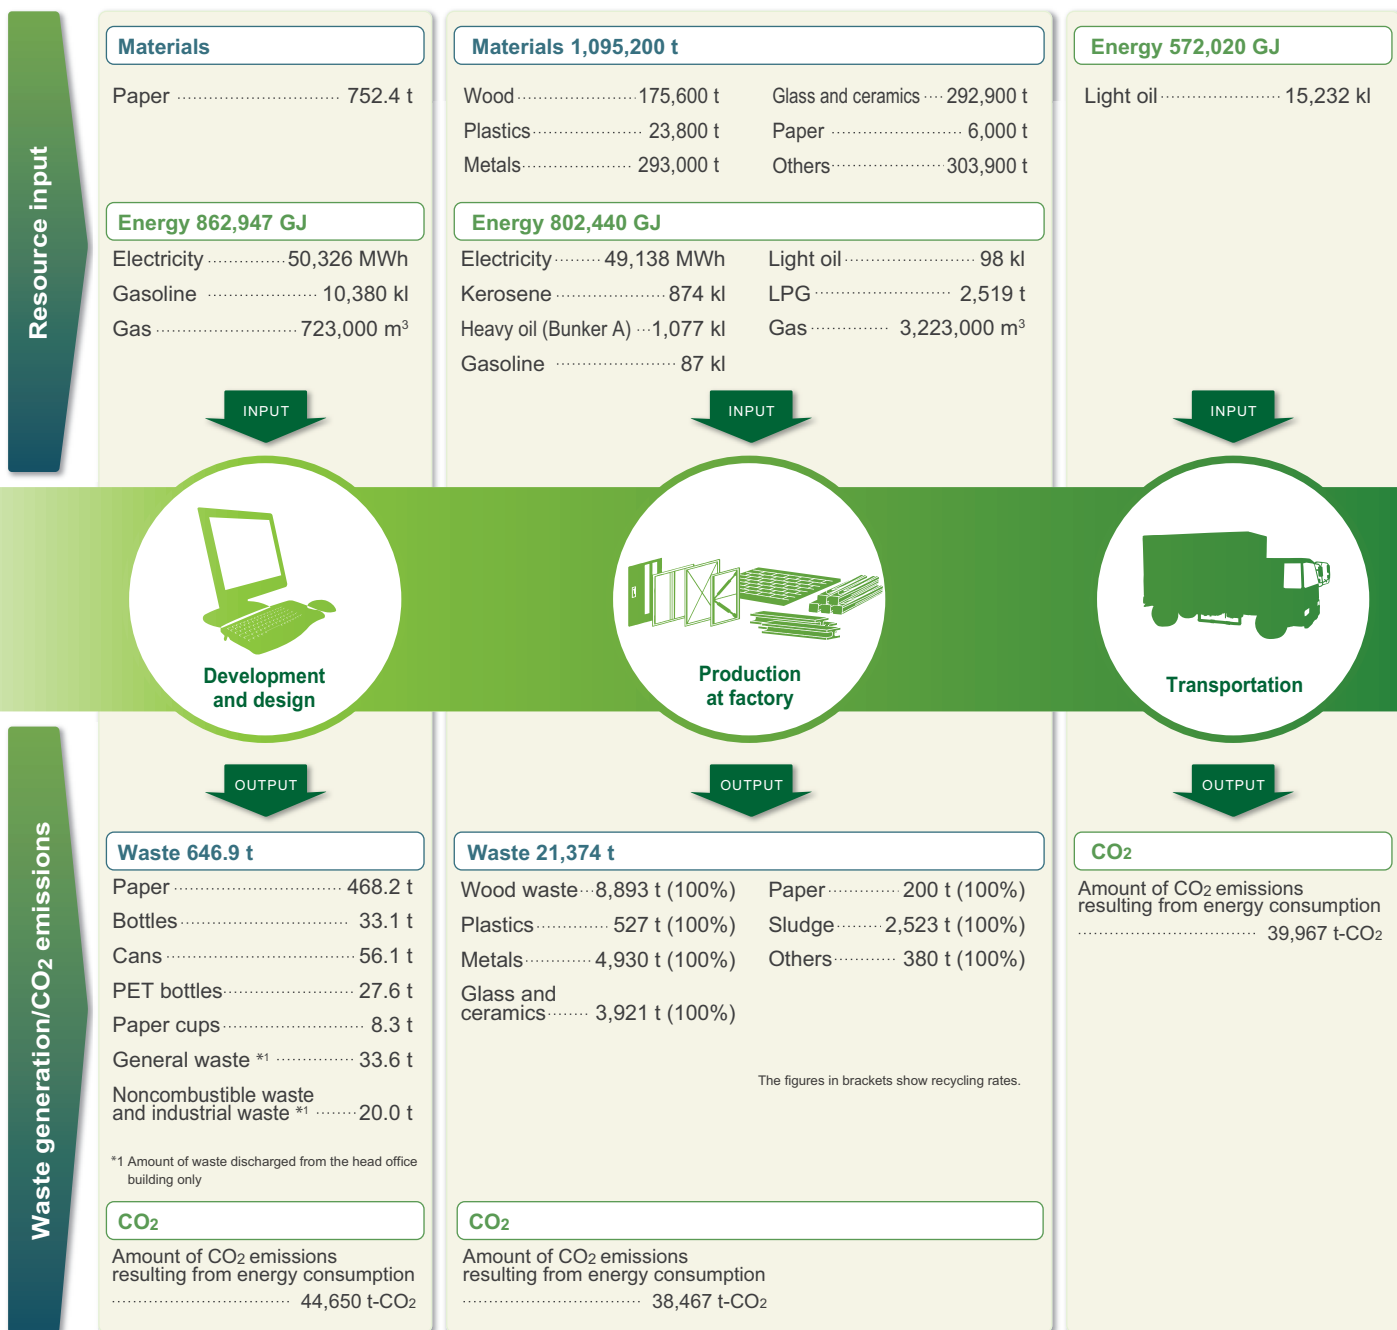 Resource input
Materials
Paper 752.4 t
Energy 862,947 GJ
Electricity 50,326 MWh
Gasoline 10,380 kl
Gas 723,000 m3
INPUT
Materials 1,095,200 t
Wood 175,600 t
Plastics 23,800 t
Metals 293,000 t
Glass and ceramics 292,900 t
Paper 6,000 t
Others 303,900 t
Energy 802,440 GJ
Electricity 49,138 MWh
Kerosene 874 kl
Heavy oil (Bunker A) 1,077 kl
Gasoline 87 kl
Light oil 98 kl
LPG 2,519 t
Gas 3,223,000 m3
INPUT
Energy 572,020 GJ
Light oil 15,232 kl
INPUT
Development
and design
Production
at factory
Transportation
Waste generation/CO2 emissions
OUTPUT
Waste 646.9 t
Paper 468.2 t
Bottles 33.1 t
Cans 56.1 t
PET bottles 27.6 t
Paper cups 8.3 t
General waste *1 33.6 t
Noncombustible waste
and industrial waste *1 20.0 t
*1 Amount of waste discharged from the head office
building only
CO2
Amount of CO2 emissions
resulting from energy consumption
44,650 t-CO2
OUTPUT
Waste 21,374 t
Wood waste 8,893 t (100%)
Plastics 527 t (100%)
Metals 4,930 t (100%)
Glass and
ceramics 3,921 t (100%)
Paper 200 t (100%)
Sludge 2,523 t (100%)
Others 380 t (100%)
The figures in brackets show recycling rates.
CO2
Amount of CO2 emissions
resulting from energy consumption
38,467 t-CO2
OUTPUT
CO2
Amount of CO2 emissions
resulting from energy consumption
39,967 t-CO2